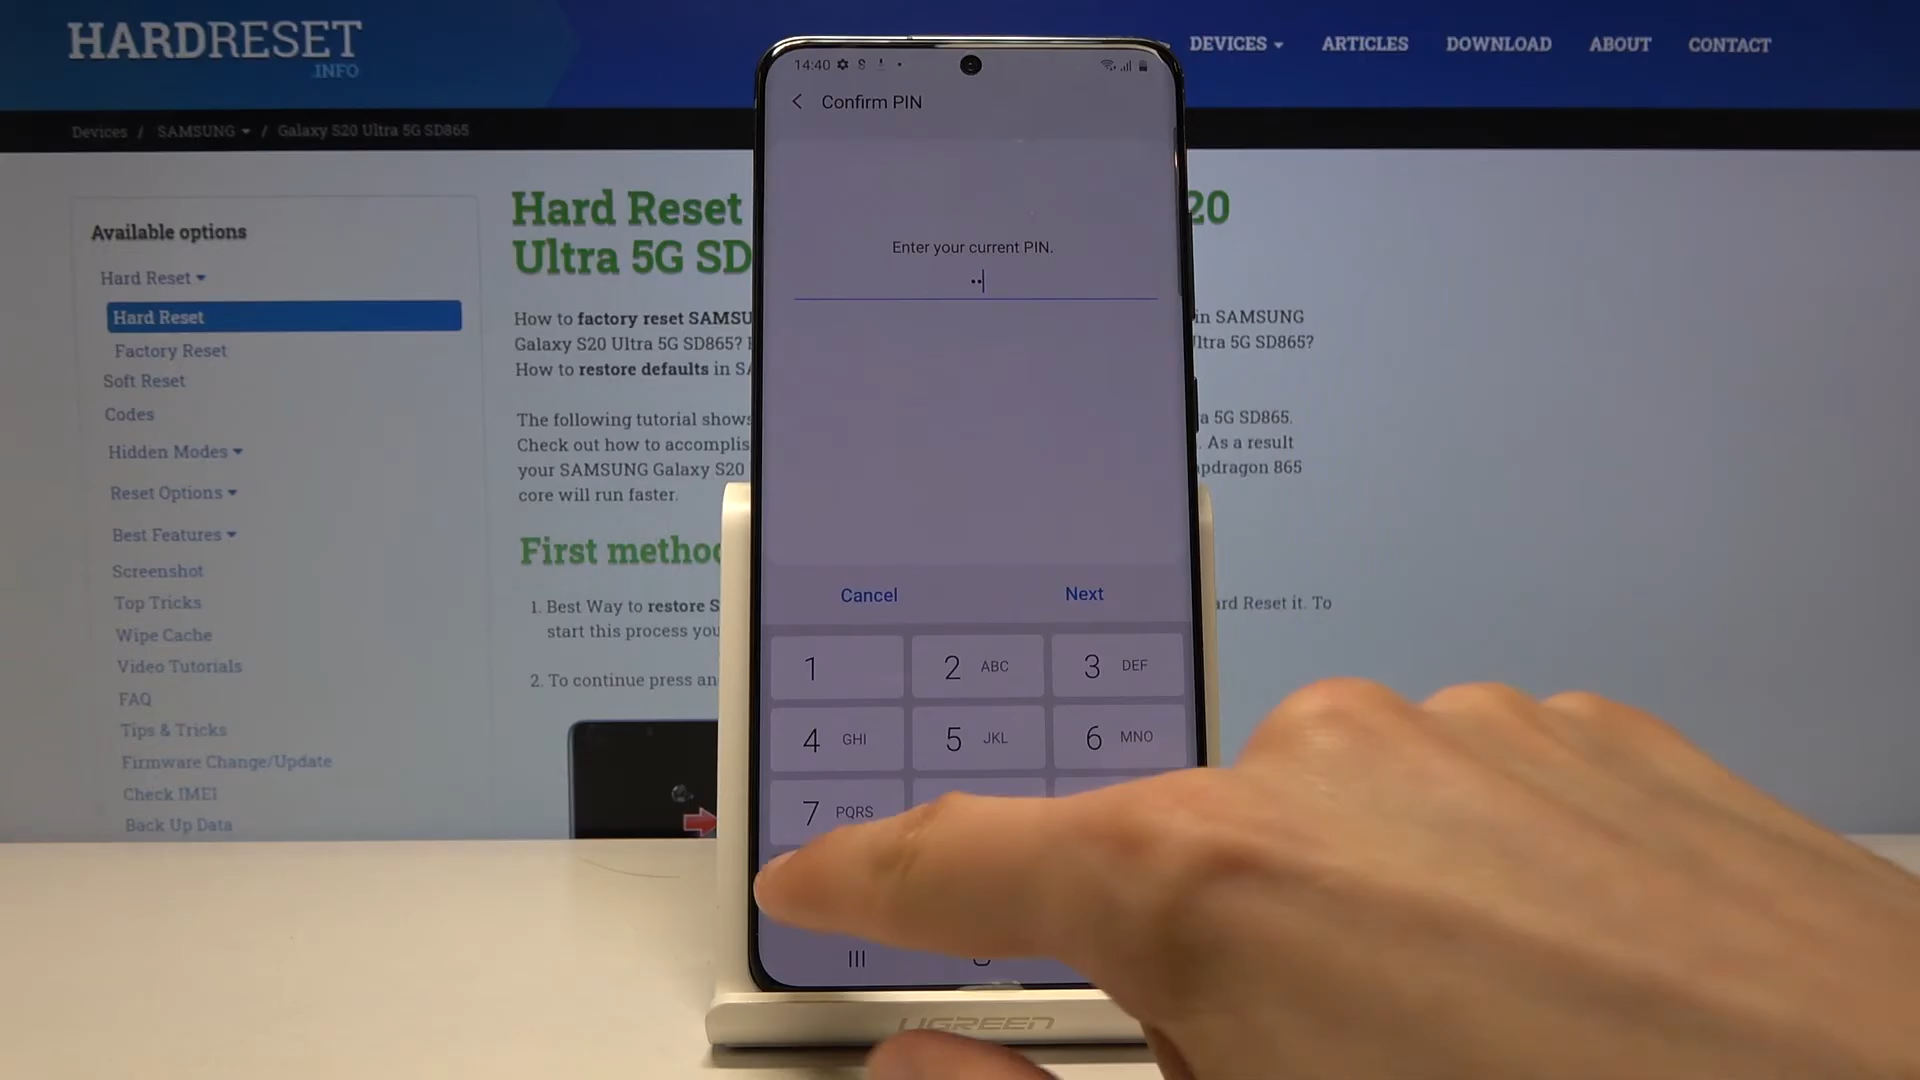 HARDRESET
.INFO
DEVICES
ARTICLES
DOWNLOAD
ABOUT
CONTACT
Devices / SAMSUNG / Galaxy S20 Ultra 5G SD865
Available options
Hard Reset
Hard Reset
Factory Reset
Soft Reset
Codes
Hidden Modes
Reset Options
Best Features
Screenshot
Top Tricks
Wipe Cache
Video Tutorials
FAQ
Tips & Tricks
Firmware Change/Update
Check IMEI
Back Up Data
Hard Reset 20
Ultra 5G SD
How to factory reset SAMSU in SAMSUNG
Galaxy S20 Ultra 5G SD865? ltra 5G SD865?
How to restore defaults in SA
The following tutorial shows a 5G SD865.
Check out how to accomplis . As a result
your SAMSUNG Galaxy S20 apdragon 865
core will run faster.
First method
1. Best Way to restore S ard Reset it. To
start this process you
2. To continue press an
14:40
Confirm PIN
Enter your current PIN.
Cancel Next
1 2 ABC 3 DEF
4 GHI 5 JKL 6 MNO
7 PQRS
UGREEN